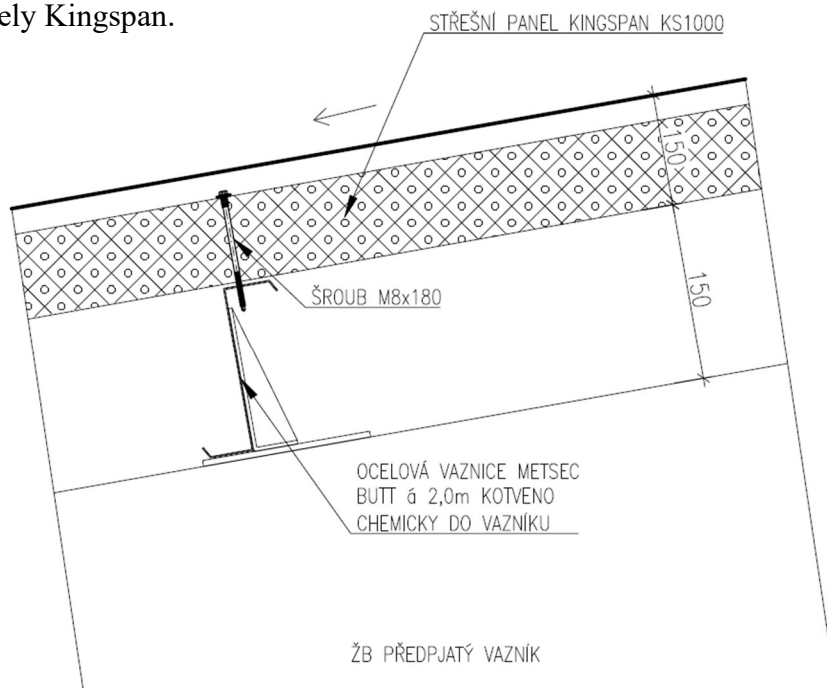 ely Kingspan.
STŘEŠNÍ PANEL KINGSPAN KS1000
150
ŠROUB M8x180
150
OCELOVÁ VAZNICE METSEC
BUTT á 2,0m KOTVENO
CHEMICKY DO VAZNÍKU
ŽB PŘEDPJATÝ VAZNÍK